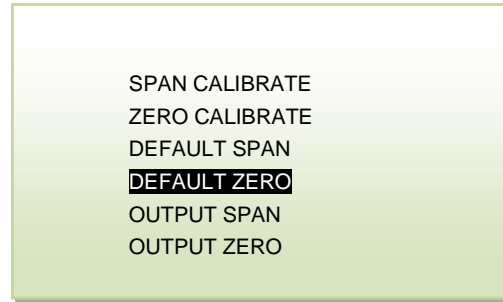 SPAN CALIBRATE
ZERO CALIBRATE
DEFAULT SPAN
DEFAULT ZERO
OUTPUT SPAN
OUTPUT ZERO